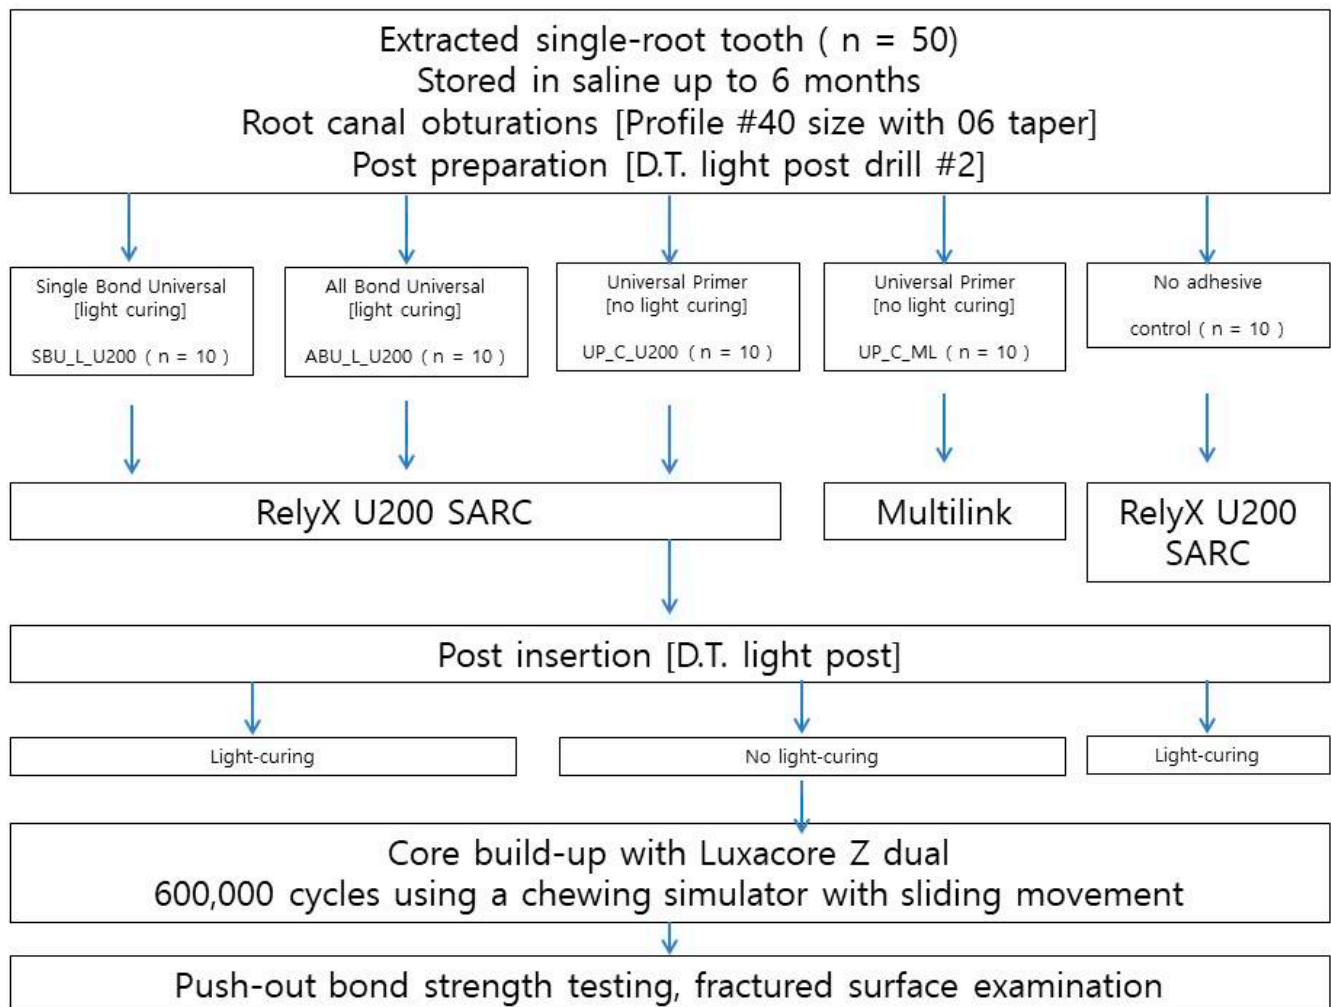 Extracted single-root tooth ( n = 50)
Stored in saline up to 6 months
Root canal obturations [Profile #40 size with 06 taper]
Post preparation [D.T. light post drill #2]
Single Bond Universal
[light curing]
SBU_L_U200 ( n = 10 )
All Bond Universal
[light curing]
ABU_L_U200 ( n = 10 )
Universal Primer
[no light curing]
UP_C_U200 ( n = 10 )
Universal Primer
[no light curing]
UP_C_ML ( n = 10 )
No adhesive
control ( n = 10 )
RelyX U200 SARC
Multilink
RelyX U200
SARC
Post insertion [D.T. light post]
Light-curing
No light-curing
Light-curing
Core build-up with Luxacore Z dual
600,000 cycles using a chewing simulator with sliding movement
Push-out bond strength testing, fractured surface examination